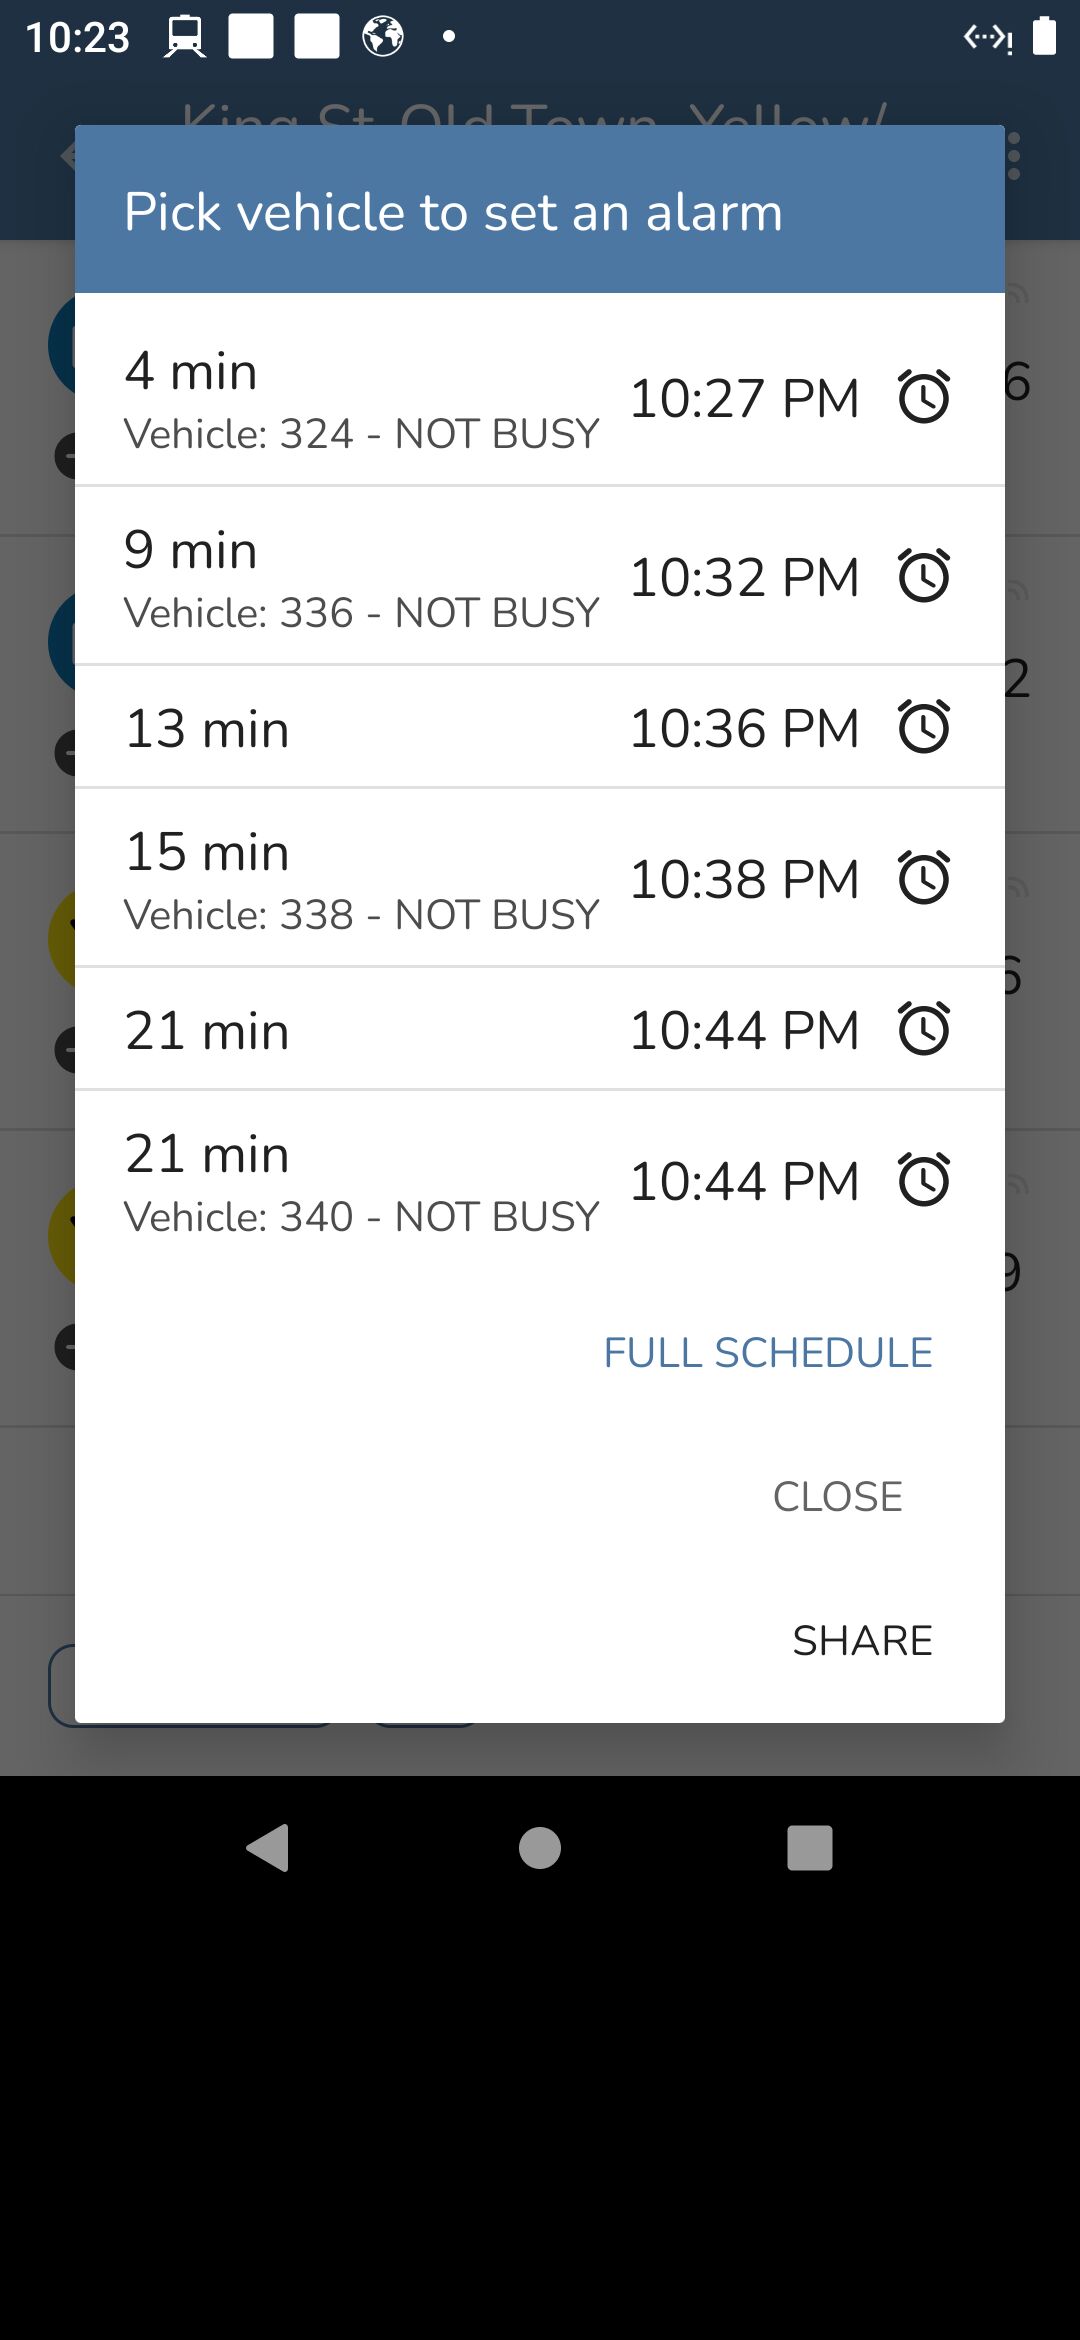 10:23
King St-Old Town, Yellow/
Pick vehicle to set an alarm
4 min
10:27 PM
Vehicle: 324 - NOT BUSY
9 min
10:32 PM
Vehicle: 336 - NOT BUSY
13 min
10:36 PM
15 min
10:38 PM
Vehicle: 338 - NOT BUSY
21 min
10:44 PM
21 min
10:44 PM
Vehicle: 340 - NOT BUSY
FULL SCHEDULE
CLOSE
SHARE